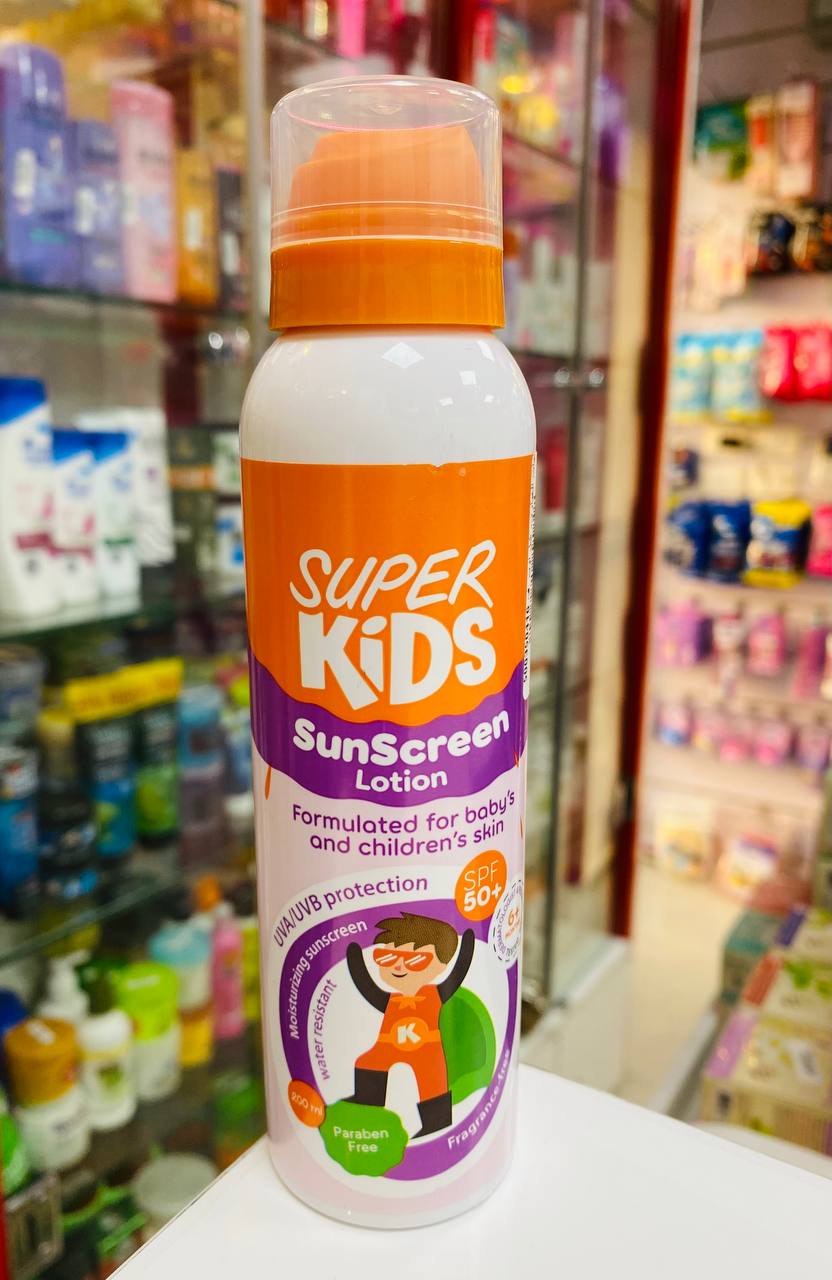 SUPER
KiDS
SunScreen
Lotion
Formulated for baby's
and children's skin
UVA/UVB protection
SPF
50+
Moisturizing sunscreen
water resistant
6+
K
200 ml
Paraben
Free
Fragrance-free